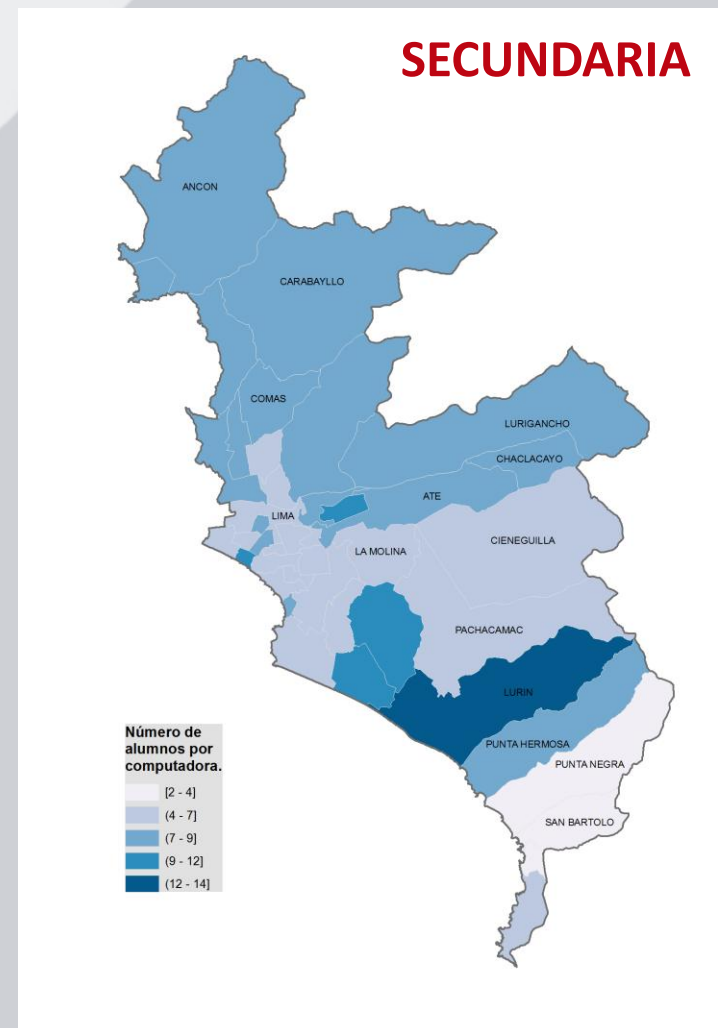 SECUNDARIA
ANCON
CARABAYLLO
COMAS
LURIGANCHO
CHACLACAYO
ATE
LIMA
LA MOLINA
CIENEGUILLA
PACHACAMAC
LURIN
PUNTA HERMOSA
PUNTA NEGRA
SAN BARTOLO
Número de
alumnos por
computadora.
[2 - 4]
(4 - 7]
(7 - 9]
(9 - 12]
(12 - 14]